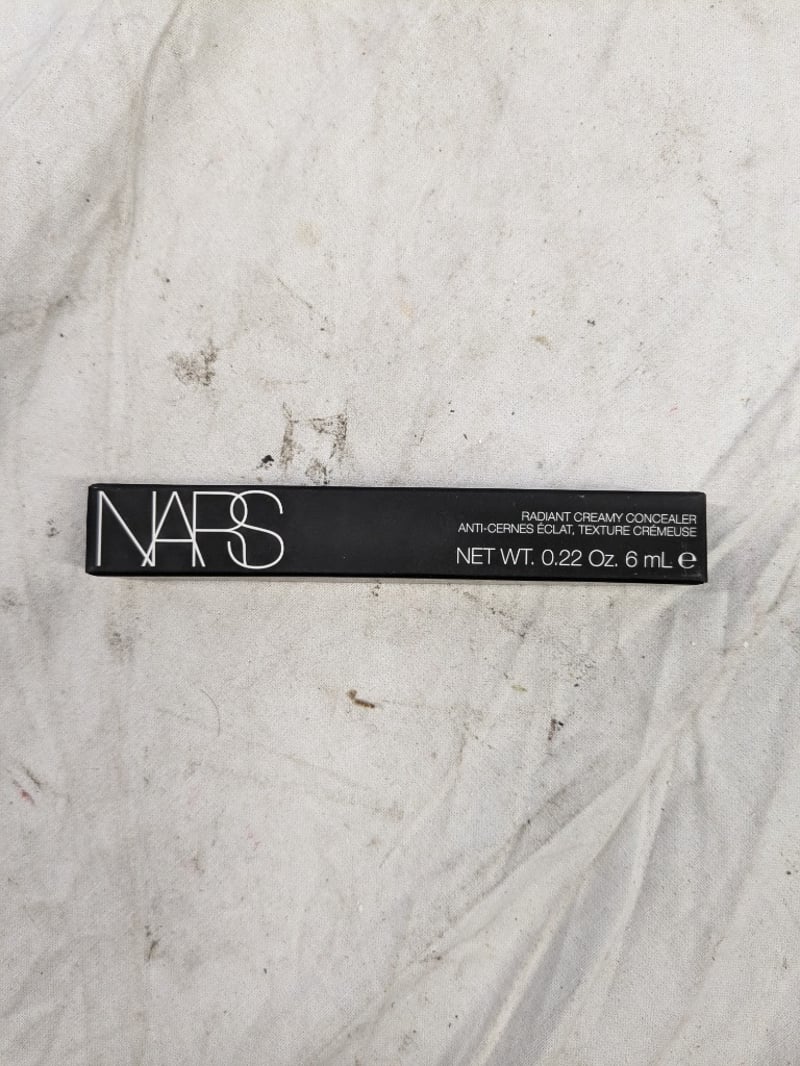 NARS
RADIANT CREAMY CONCEALER
ANTI-CERNES ÉCLAT, TEXTURE CRÉMEUSE
NET WT. 0.22 Oz. 6 mL ℮